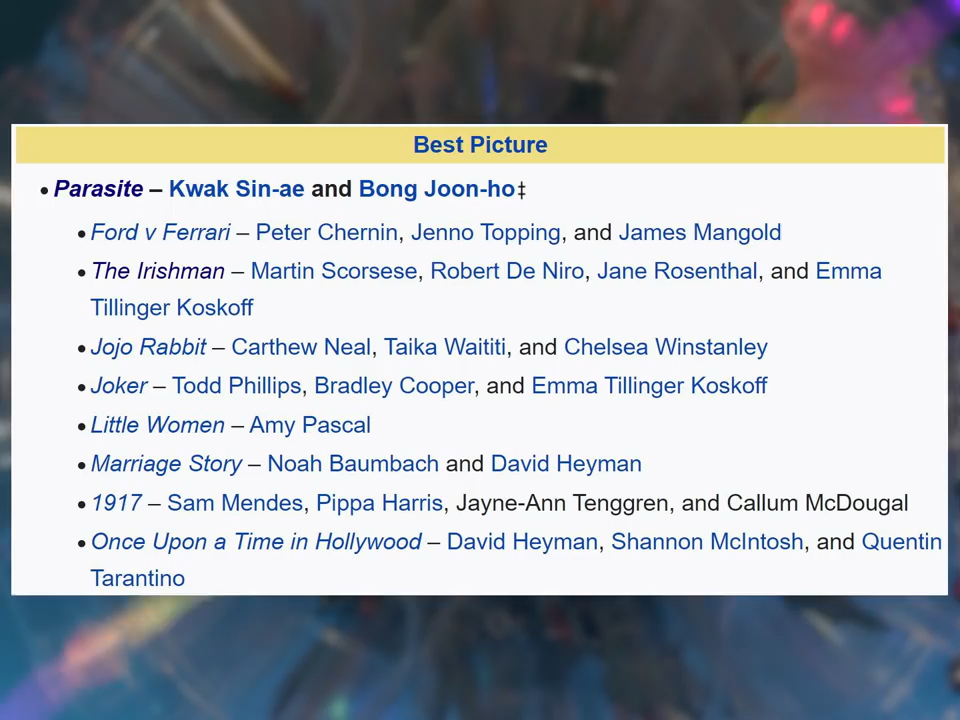 Best Picture
• Parasite – Kwak Sin-ae and Bong Joon-ho‡
• Ford v Ferrari – Peter Chernin, Jenno Topping, and James Mangold
• The Irishman – Martin Scorsese, Robert De Niro, Jane Rosenthal, and Emma
Tillinger Koskoff
• Jojo Rabbit – Carthew Neal, Taika Waititi, and Chelsea Winstanley
• Joker – Todd Phillips, Bradley Cooper, and Emma Tillinger Koskoff
• Little Women – Amy Pascal
• Marriage Story – Noah Baumbach and David Heyman
• 1917 – Sam Mendes, Pippa Harris, Jayne-Ann Tenggren, and Callum McDougal
• Once Upon a Time in Hollywood – David Heyman, Shannon McIntosh, and Quentin
Tarantino